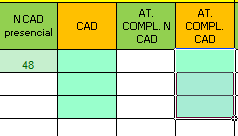 N CAD
presencial
CAD
AT.
COMPL. N
CAD
AT.
COMPL.
CAD
48